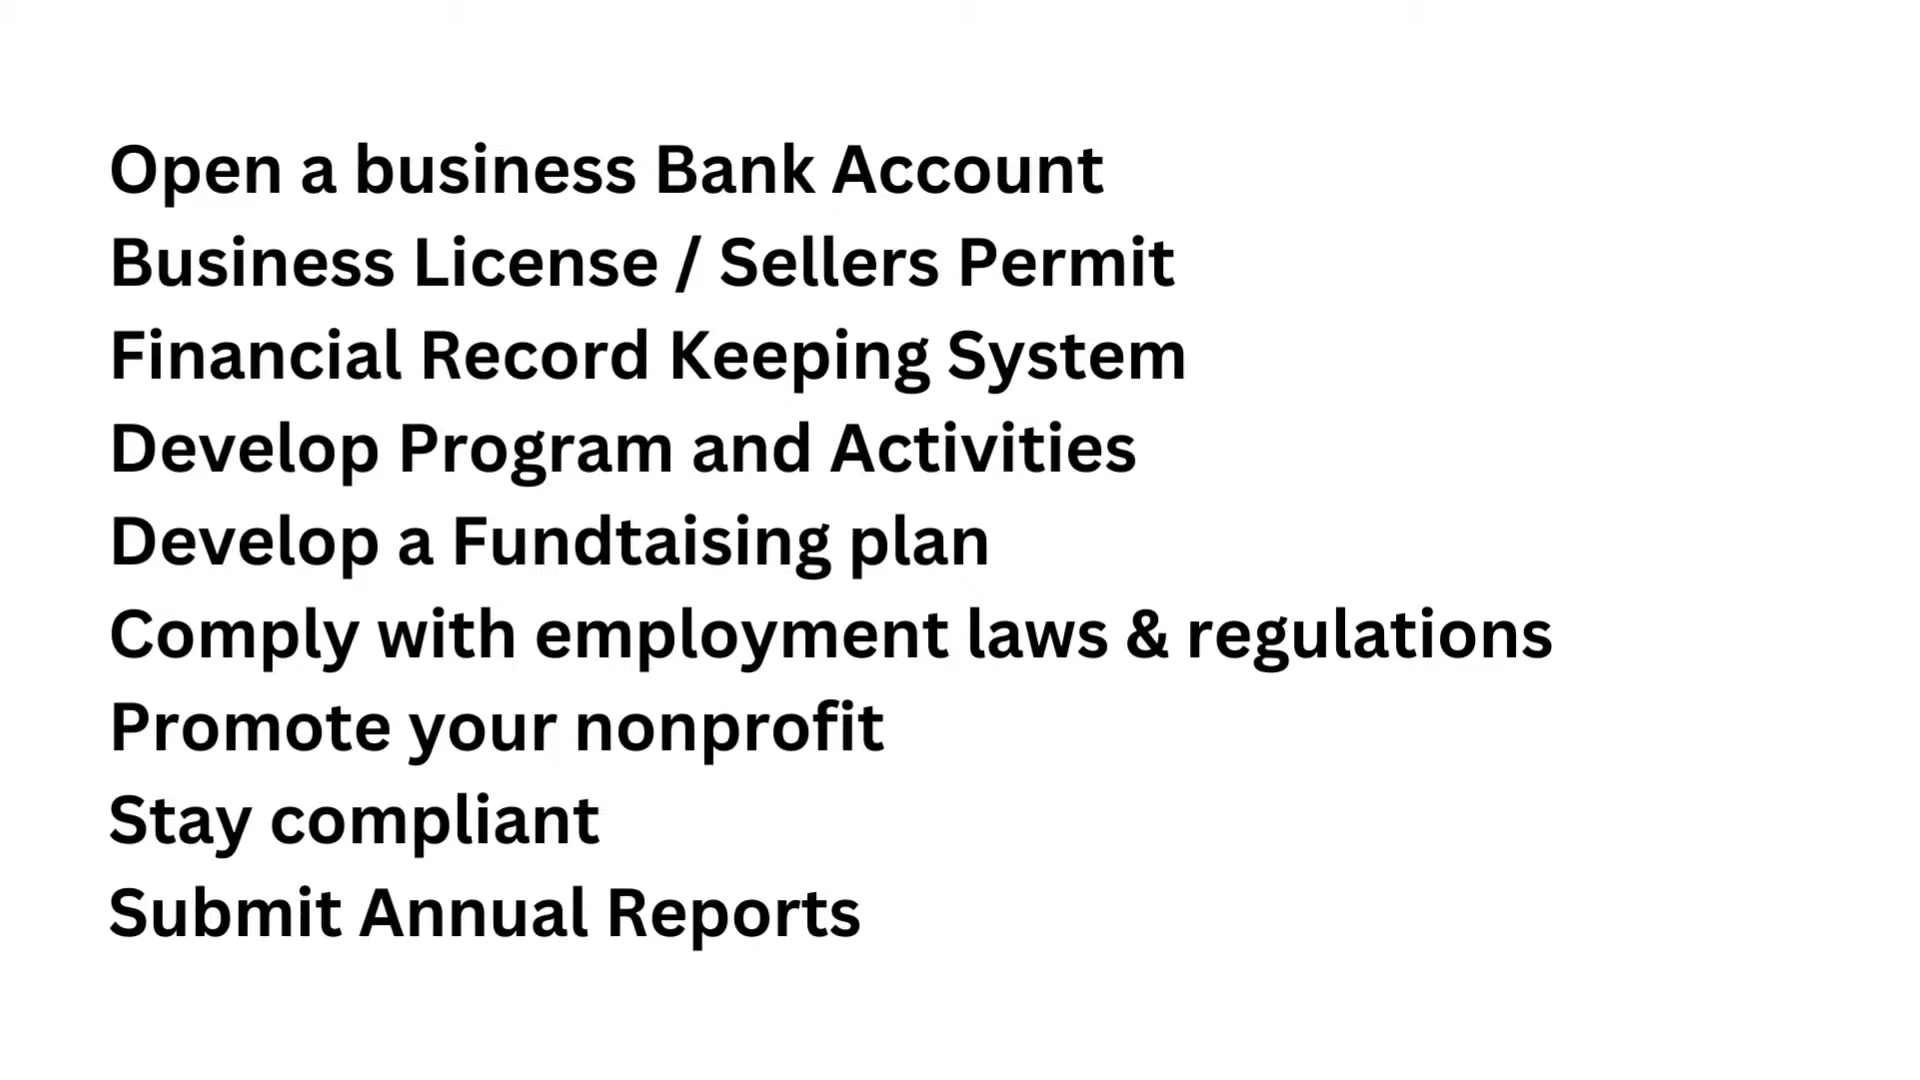 Open a business Bank Account
Business License / Sellers Permit
Financial Record Keeping System
Develop Program and Activities
Develop a Fundtaising plan
Comply with employment laws & regulations
Promote your nonprofit
Stay compliant
Submit Annual Reports